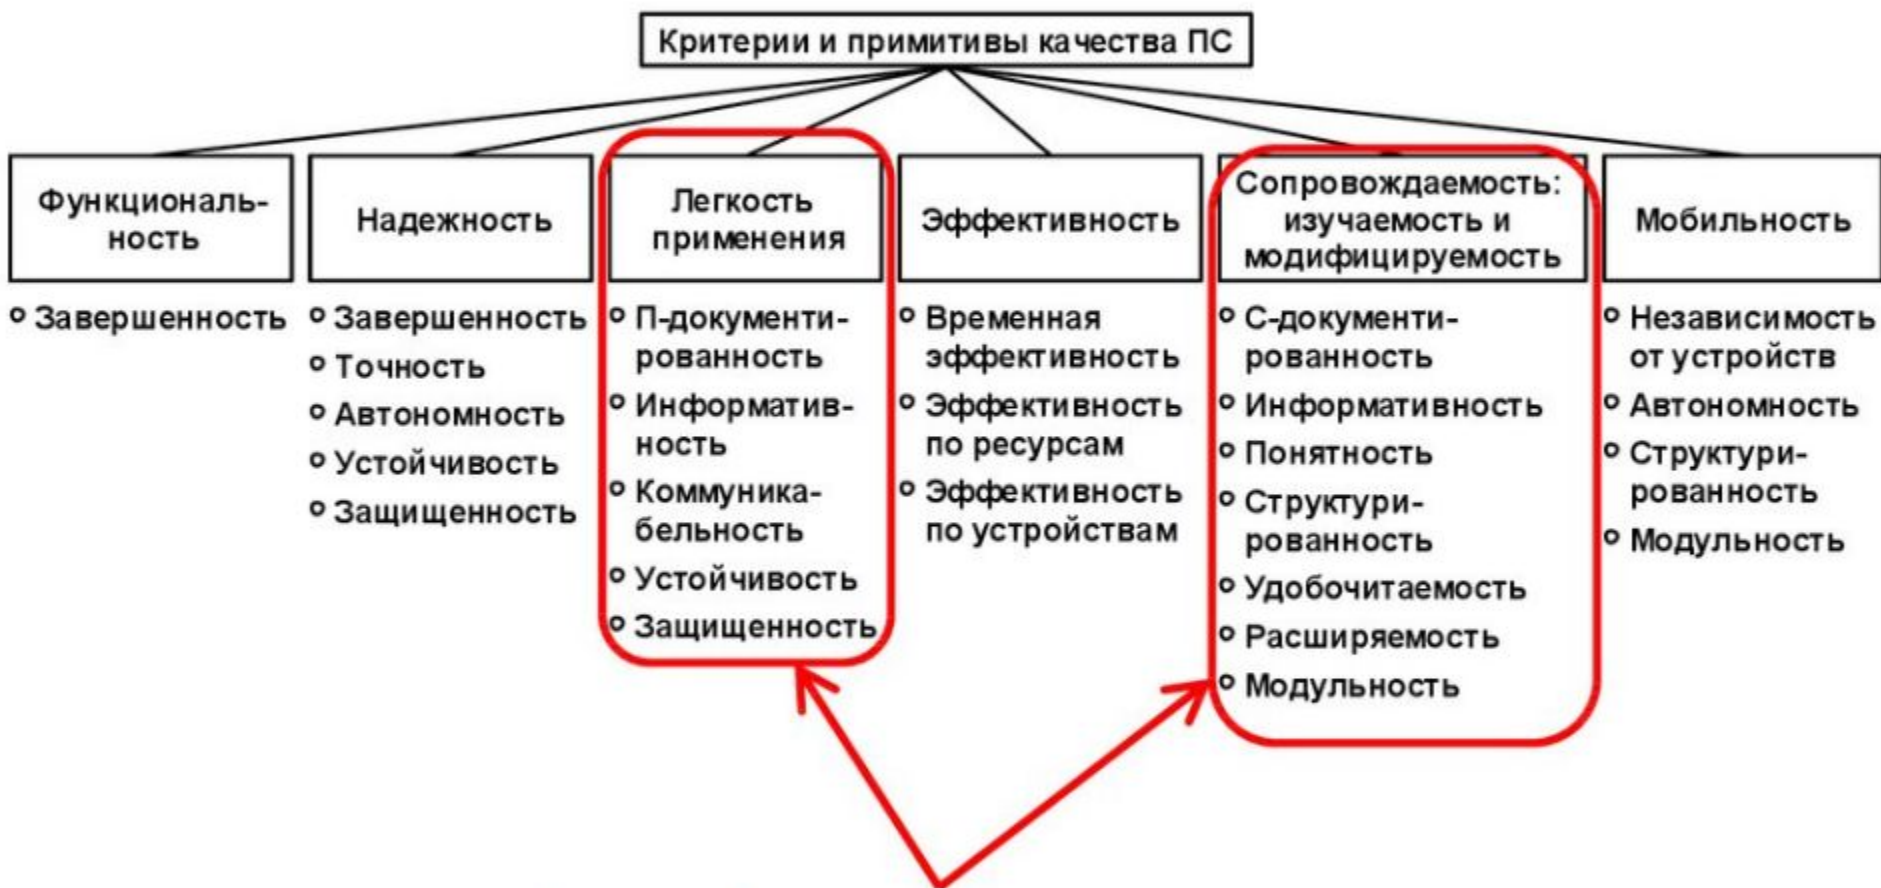 Критерии и примитивы качества ПС
Функциональ-
ность
Завершенность
Надежность
Завершенность
Точность
Автономность
Устойчивость
Защищенность
Легкость
применения
П-документи-
рованность
Информатив-
ность
Коммуника-
бельность
Устойчивость
Защищенность
Эффективность
Временная
эффективность
Эффективность
по ресурсам
Эффективность
по устройствам
Сопровождаемость:
изучаемость и
модифицируемость
С-документи-
рованность
Информативность
Понятность
Структури-
рованность
Удобочитаемость
Расширяемость
Модульность
Мобильность
Независимость
от устройств
Автономность
Структури-
рованность
Модульность